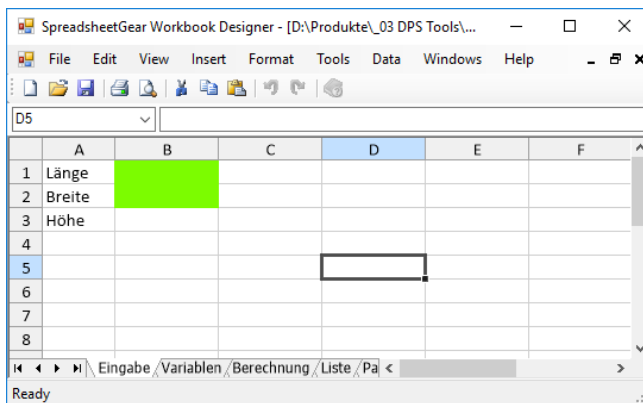 SpreadsheetGear Workbook Designer - [D:\Produkte\_03 DPS Tools\...
File Edit View Insert Format Tools Data Windows Help
D5
A B C D E F
1 Länge
2 Breite
3 Höhe
4
5
6
7
8
Eingabe Variablen Berechnung Liste Pa
Ready